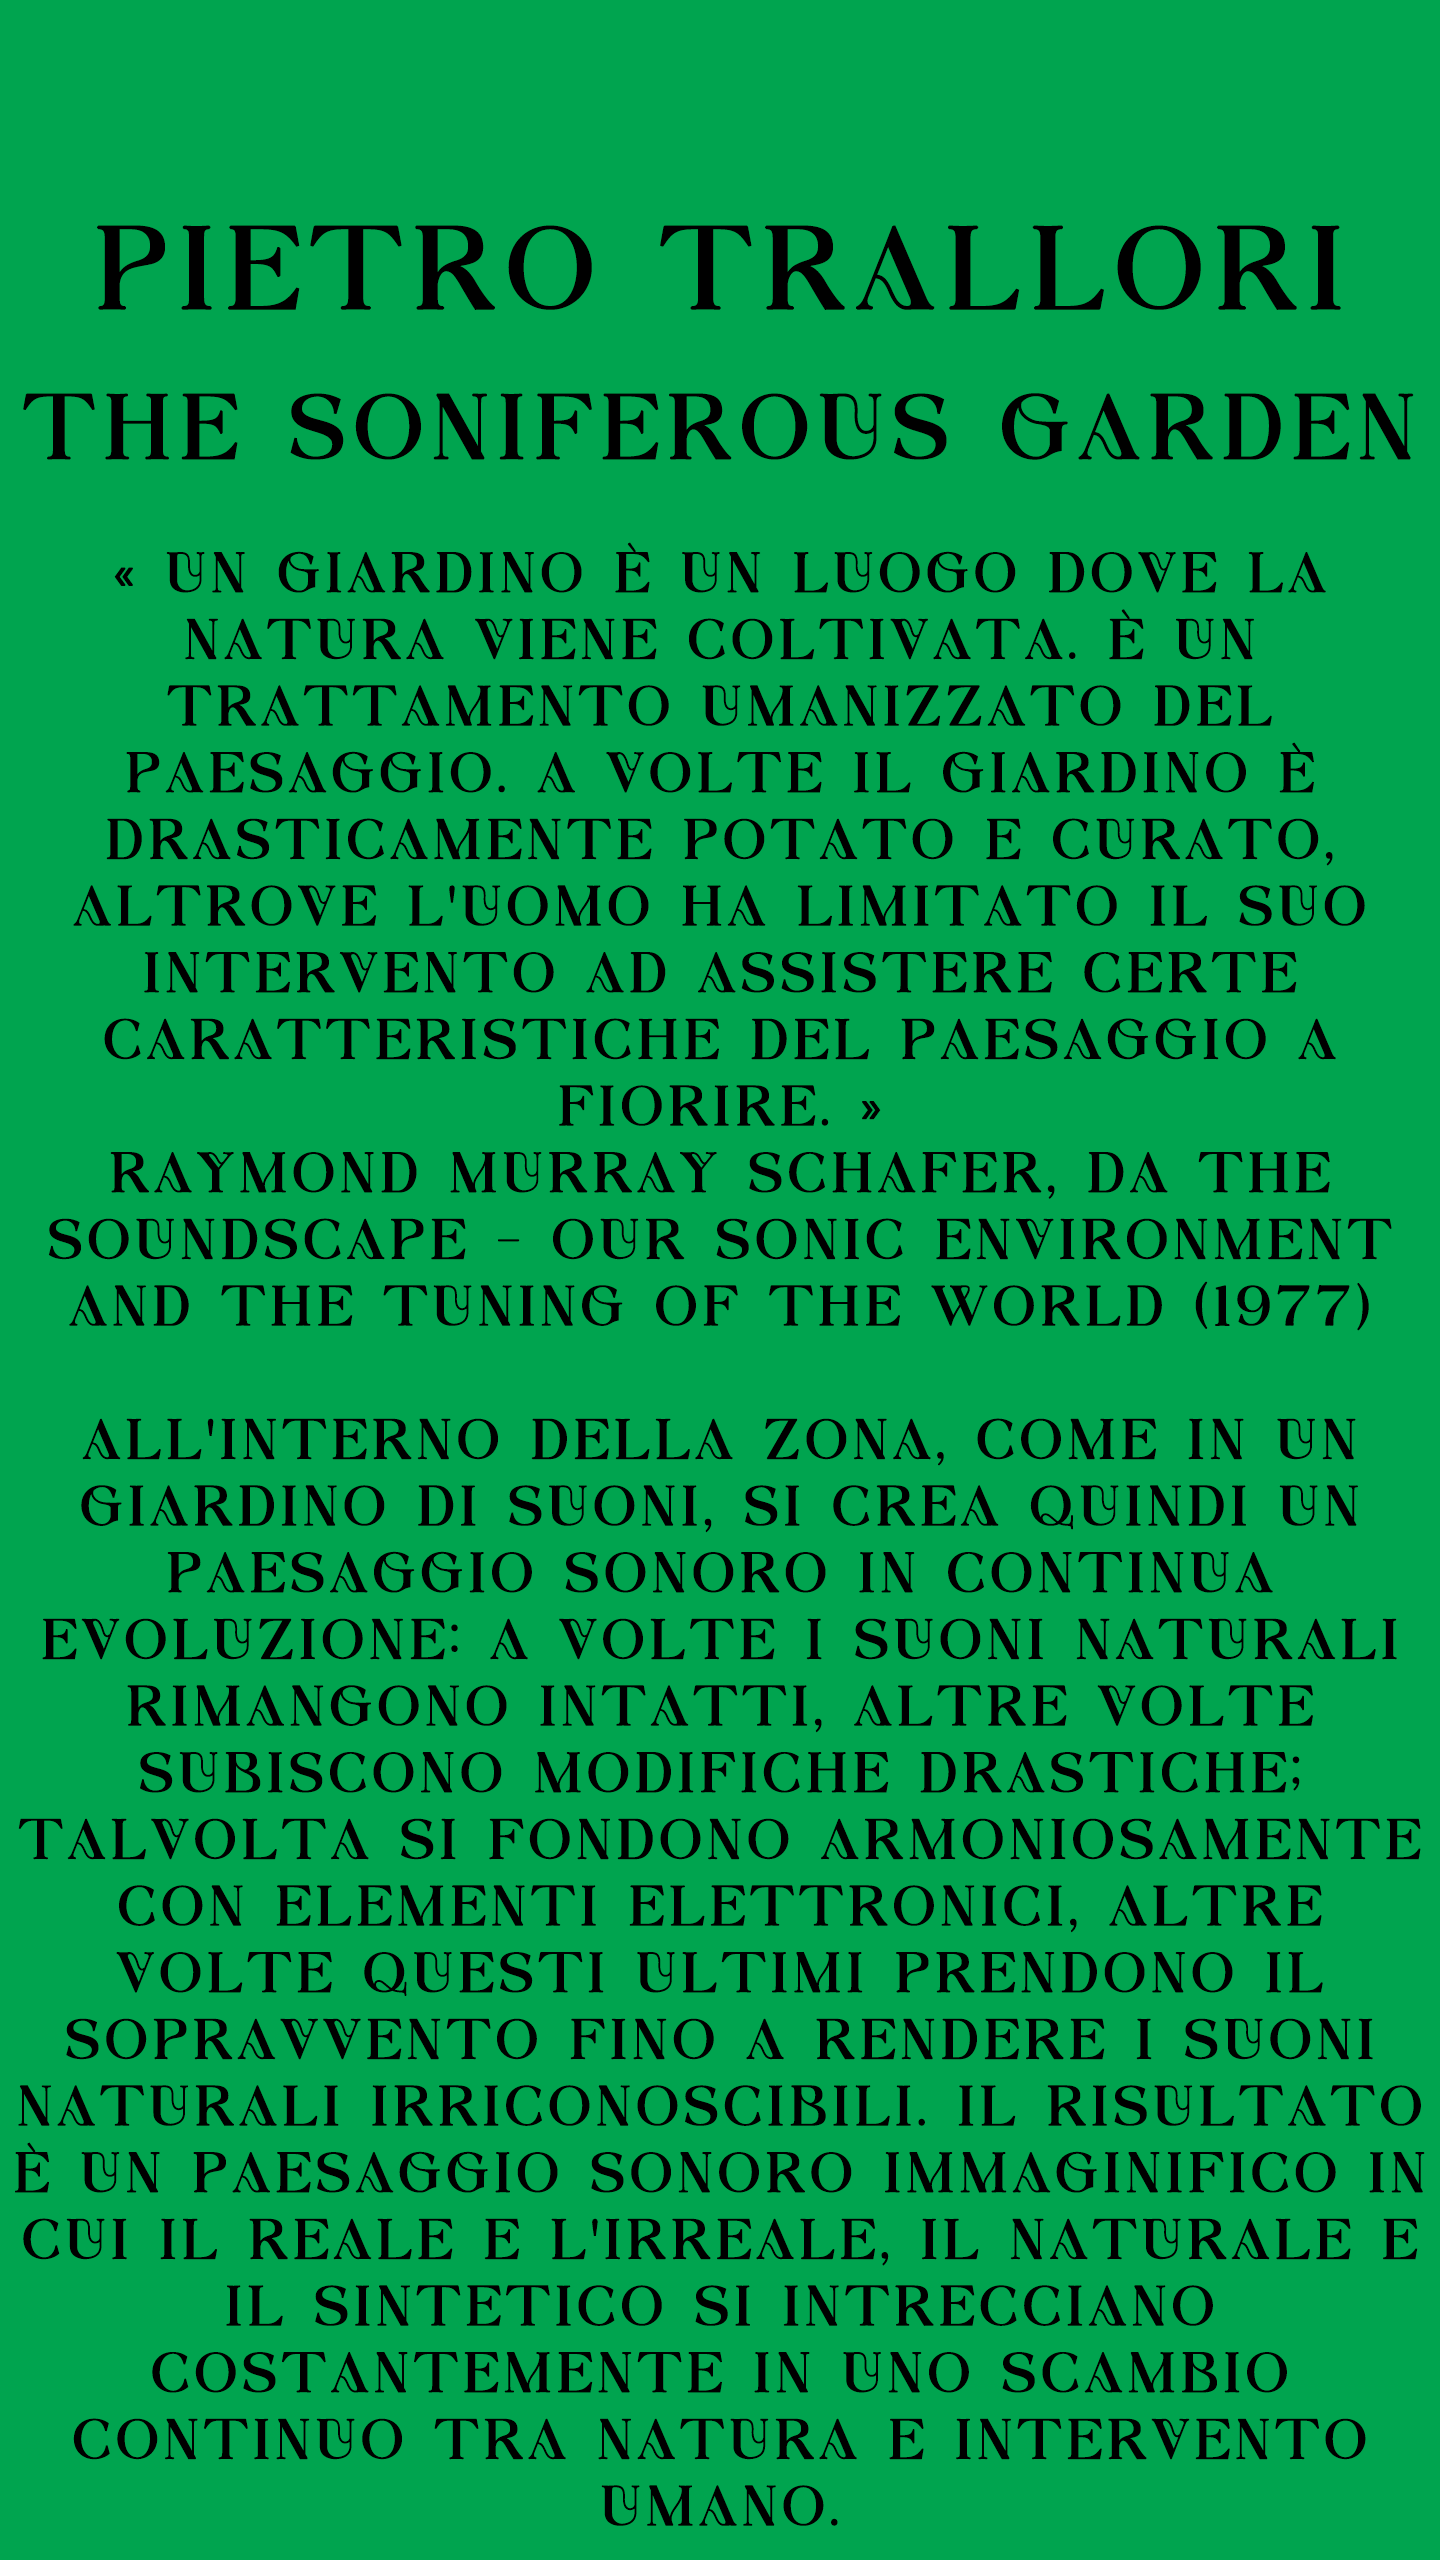 PIETRO TRALLORI
THE SONIFEROUS GARDEN
« UN GIARDINO È UN LUOGO DOVE LA
NATURA VIENE COLTIVATA. È UN
TRATTAMENTO UMANIZZATO DEL
PAESAGGIO. A VOLTE IL GIARDINO È
DRASTICAMENTE POTATO E CURATO,
ALTROVE L'UOMO HA LIMITATO IL SUO
INTERVENTO AD ASSISTERE CERTE
CARATTERISTICHE DEL PAESAGGIO A
FIORIRE. »
RAYMOND MURRAY SCHAFER, DA THE
SOUNDSCAPE - OUR SONIC ENVIRONMENT
AND THE TUNING OF THE WORLD (1977)
ALL'INTERNO DELLA ZONA, COME IN UN
GIARDINO DI SUONI, SI CREA QUINDI UN
PAESAGGIO SONORO IN CONTINUA
EVOLUZIONE: A VOLTE I SUONI NATURALI
RIMANGONO INTATTI, ALTRE VOLTE
SUBISCONO MODIFICHE DRASTICHE;
TALVOLTA SI FONDONO ARMONIOSAMENTE
CON ELEMENTI ELETTRONICI, ALTRE
VOLTE QUESTI ULTIMI PRENDONO IL
SOPRAVVENTO FINO A RENDERE I SUONI
NATURALI IRRICONOSCIBILI. IL RISULTATO
È UN PAESAGGIO SONORO IMMAGINIFICO IN
CUI IL REALE E L'IRREALE, IL NATURALE E
IL SINTETICO SI INTRECCIANO
COSTANTEMENTE IN UNO SCAMBIO
CONTINUO TRA NATURA E INTERVENTO
UMANO.